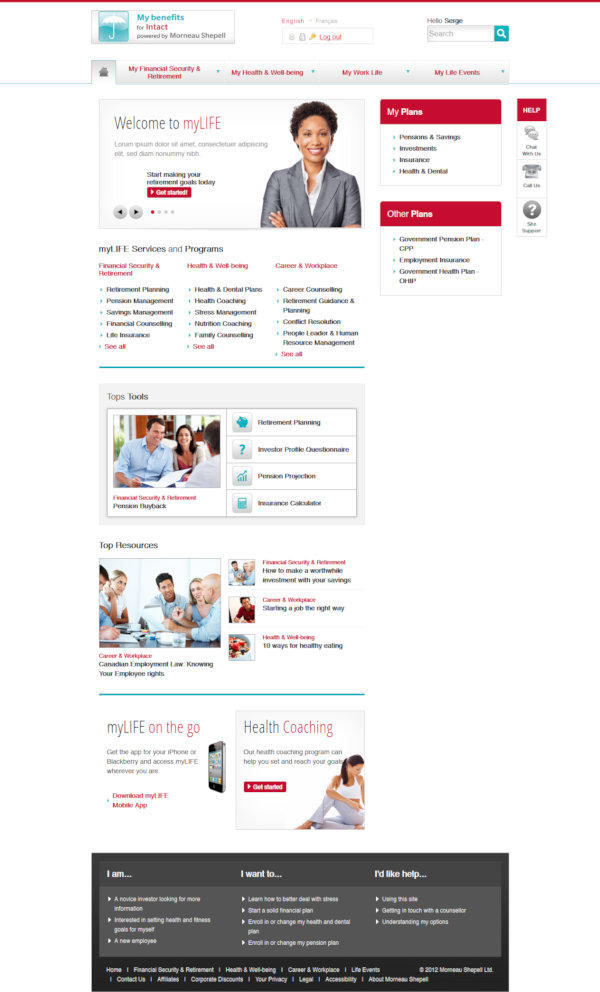 My benefits
for Intact
powered by Morneau Shepell
English - Français
Log out
Hello Serge
Search
My Financial Security &
Retirement
My Health & Well-being
My Work Life
My Life Events
Welcome to myLIFE
Lorum ipsum dolor sit amet, consectetuer adipiscing
elit, sed diam nonummy nibh.
Start making your
retirement goals today
Get started!
My Plans
Pensions & Savings
Investments
Insurance
Health & Dental
HELP
Chat
With Us
Call Us
Site
Support
Other Plans
Government Pension Plan -
CPP
Employment Insurance
Government Health Plan -
OHIP
myLIFE Services and Programs
Financial Security &
Retirement
Retirement Planning
Pension Management
Savings Management
Financial Counselling
Life Insurance
See all
Health & Well-being
Health & Dental Plans
Health Coaching
Stress Management
Nutrition Coaching
Family Counselling
See all
Career & Workplace
Career Counselling
Retirement Guidance &
Planning
Conflict Resolution
People Leader & Human
Resource Management
See all
Tops Tools
Financial Security & Retirement
Pension Buyback
Retirement Planning
Investor Profile Questionnaire
Pension Projection
Insurance Calculator
Top Resources
Career & Workplace
Canadian Employment Law: Knowing
Your Employee rights
Financial Security & Retirement
How to make a worthwhile
investment with your savings
Career & Workplace
Starting a job the right way
Health & Well-being
10 ways for healthy eating
myLIFE on the go
Get the app for your iPhone or
Blackberry and access myLIFE
wherever you are.
Download myLIFE
Mobile App
Health Coaching
Our health coaching program can
help you set and reach your goals
Get started
I am...
A novice investor looking for more
information
Interested in setting health and fitness
goals for myself
A new employee
I want to...
Learn how to better deal with stress
Start a solid financial plan
Enroll in or change my health and dental
plan
Enroll in or change my pension plan
I'd like help...
Using this site
Getting in touch with a counsellor
Understanding my options
Home | Financial Security & Retirement | Health & Well-being | Career & Workplace | Life Events
© 2012 Morneau Shepell Ltd.
| Contact Us | Affiliates | Corporate Discounts | Your Privacy | Legal | Accessibility | About Morneau Shepell